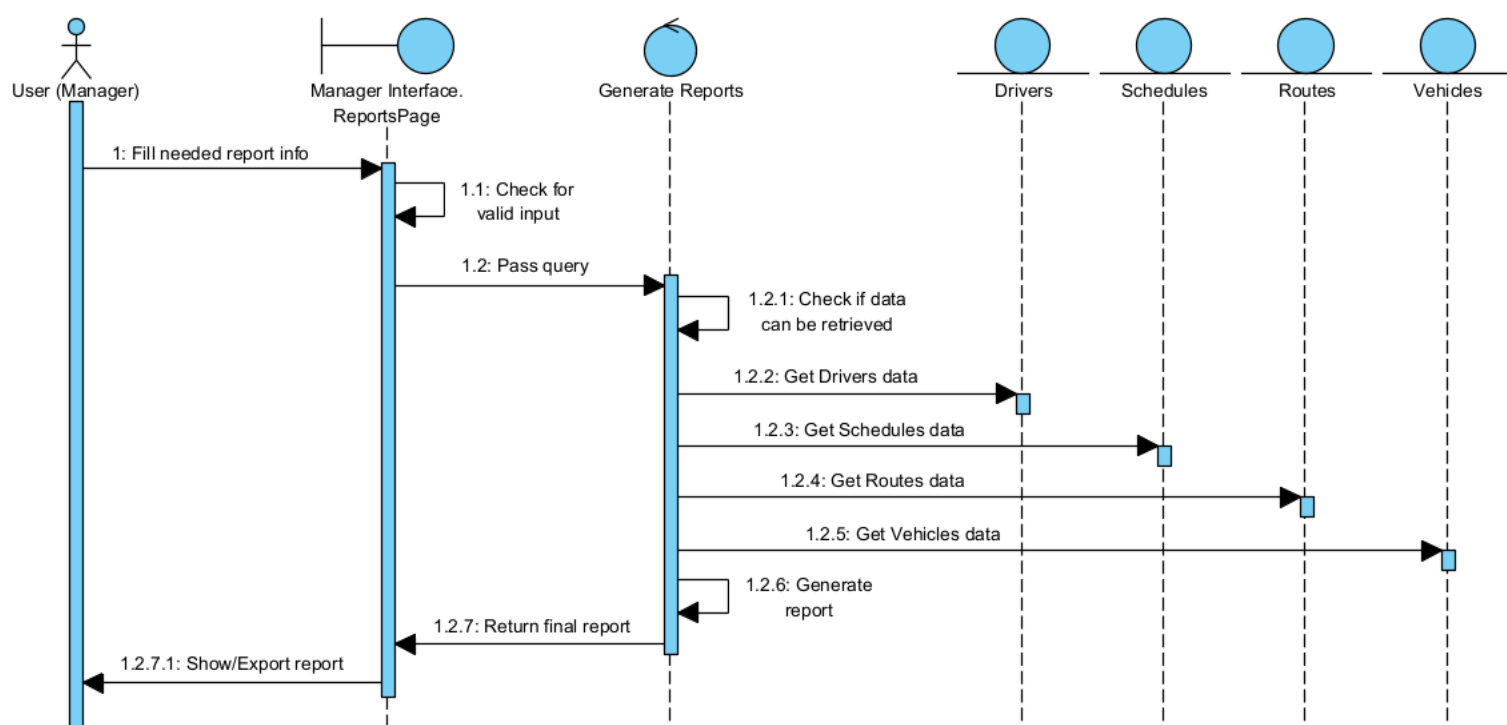 User (Manager)
Manager Interface.
ReportsPage
Generate Reports
Drivers
Schedules
Routes
Vehicles
1: Fill needed report info
1.1: Check for
valid input
1.2: Pass query
1.2.1: Check if data
can be retrieved
1.2.2: Get Drivers data
1.2.3: Get Schedules data
1.2.4: Get Routes data
1.2.5: Get Vehicles data
1.2.6: Generate
report
1.2.7: Return final report
1.2.7.1: Show/Export report